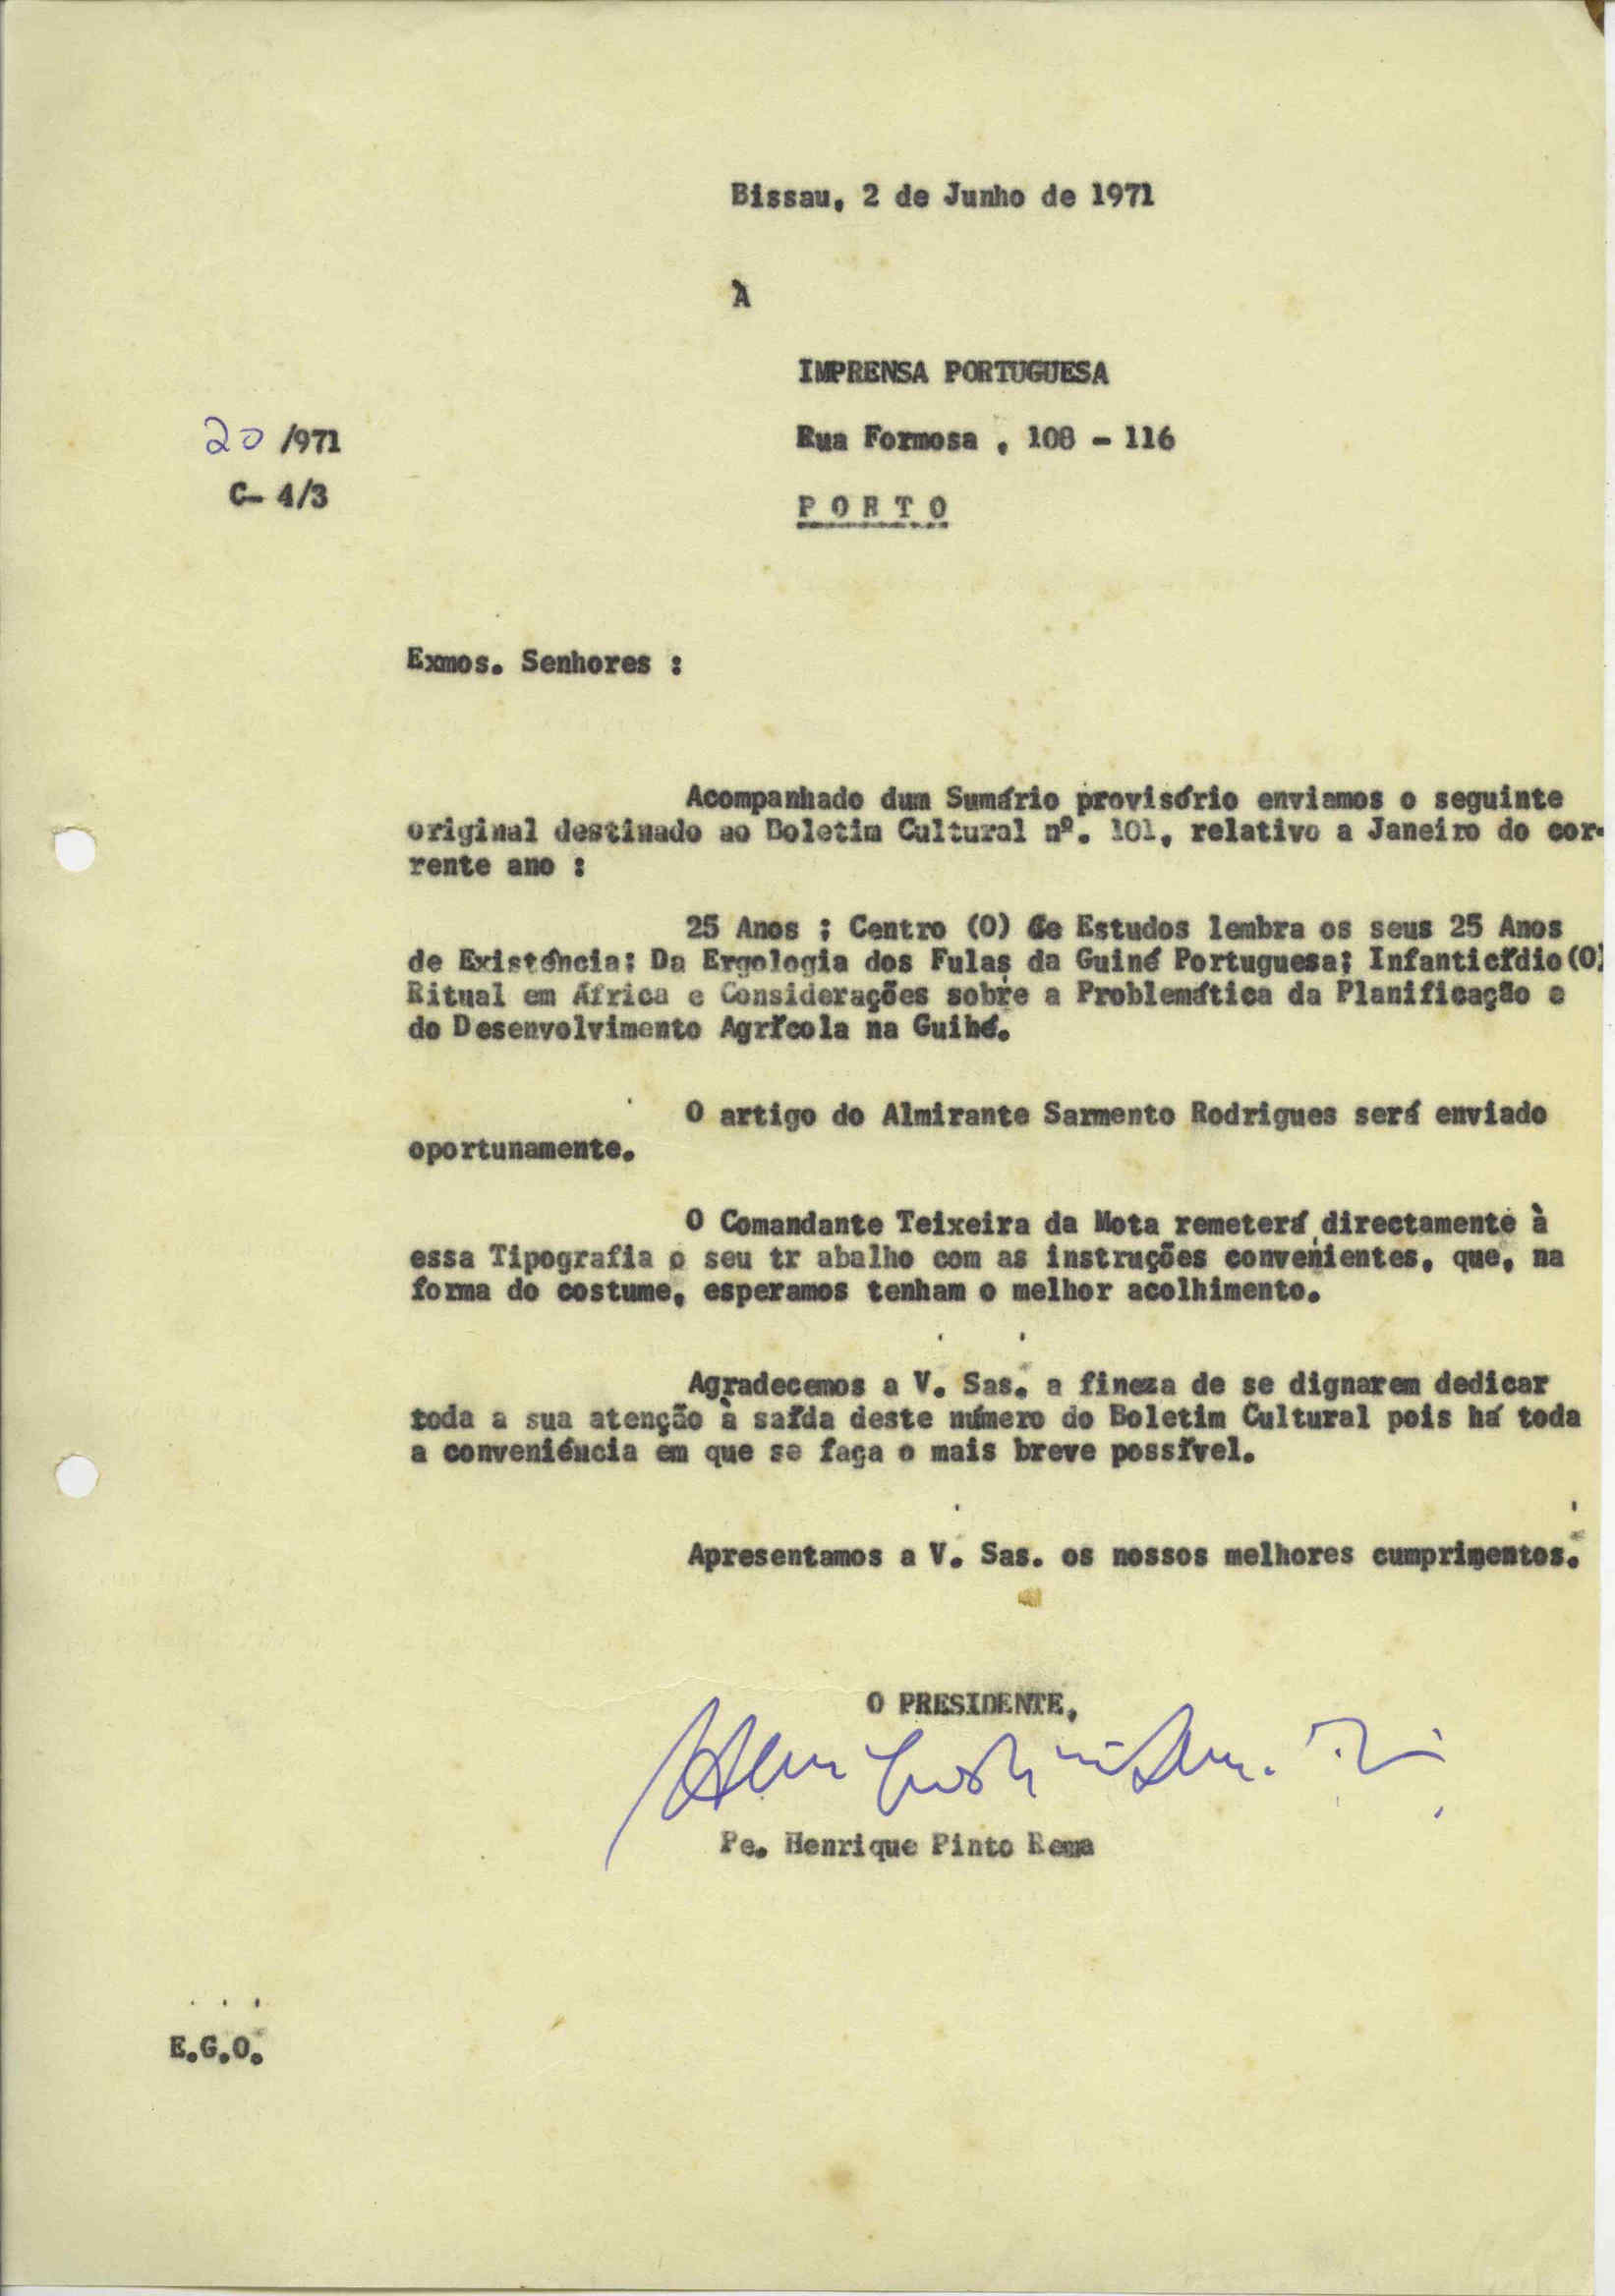 Bissau, 2 de Junho de 1971
À
IMPRENSA PORTUGUESA
20 /971
Rua Formosa , 108 - 116
C- 4/3
P O R T O
Exmos. Senhores :
Acompanhado dum Sumário provisório enviamos o seguinte
original destinado ao Boletim Cultural nº. 101, relativo a Janeiro do cor-
rente ano :
25 Anos ; Centro (O) de Estudos lembra os seus 25 Anos
de Existência; Da Ergologia dos Fulas da Guiné Portuguesa; Infanticídio (O)
Ritual em África e Considerações sobre a Problemática da Planificação e
do Desenvolvimento Agrícola na Guiné.
O artigo do Almirante Sarmento Rodrigues será enviado
oportunamente.
O Comandante Teixeira da Mota remeterá directamente à
essa Tipografia o seu tr abalho com as instruções convenientes, que, na
forma do costume, esperamos tenham o melhor acolhimento.
Agradecemos a V. Sas. a fineza de se dignarem dedicar
toda a sua atenção à saída deste número do Boletim Cultural pois há toda
a conveniéncia em que se faça o mais breve possível.
Apresentamos a V. Sas. os nossos melhores cumprimentos.
O PRESIDENTE,
Pe. Henrique Pinto Rema
E.G.O.